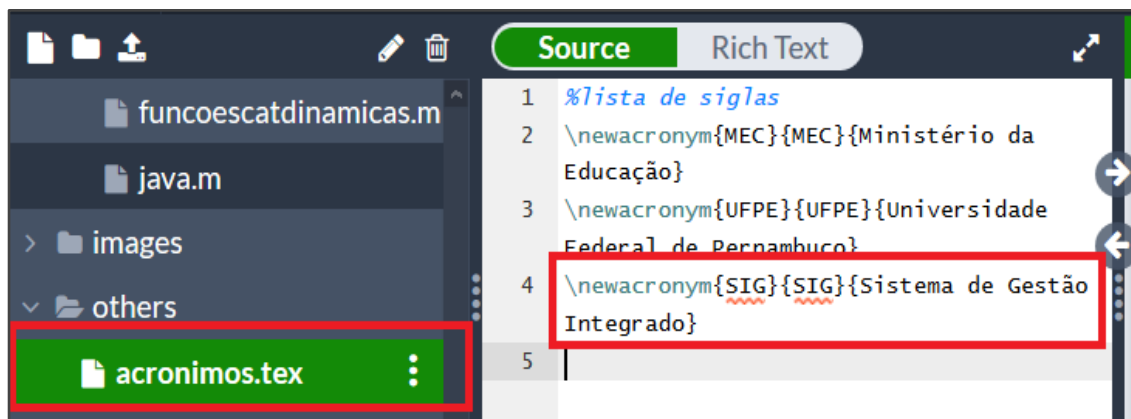 Source Rich Text
funcoescatdinamicas.m
java.m
images
others
acronimos.tex
1 %lista de siglas
2 \newacronym{MEC}{MEC}{Ministério da
Educação}
3 \newacronym{UFPE}{UFPE}{Universidade
Federal de Pernambuco}
4 \newacronym{SIG}{SIG}{Sistema de Gestão
Integrado}
5